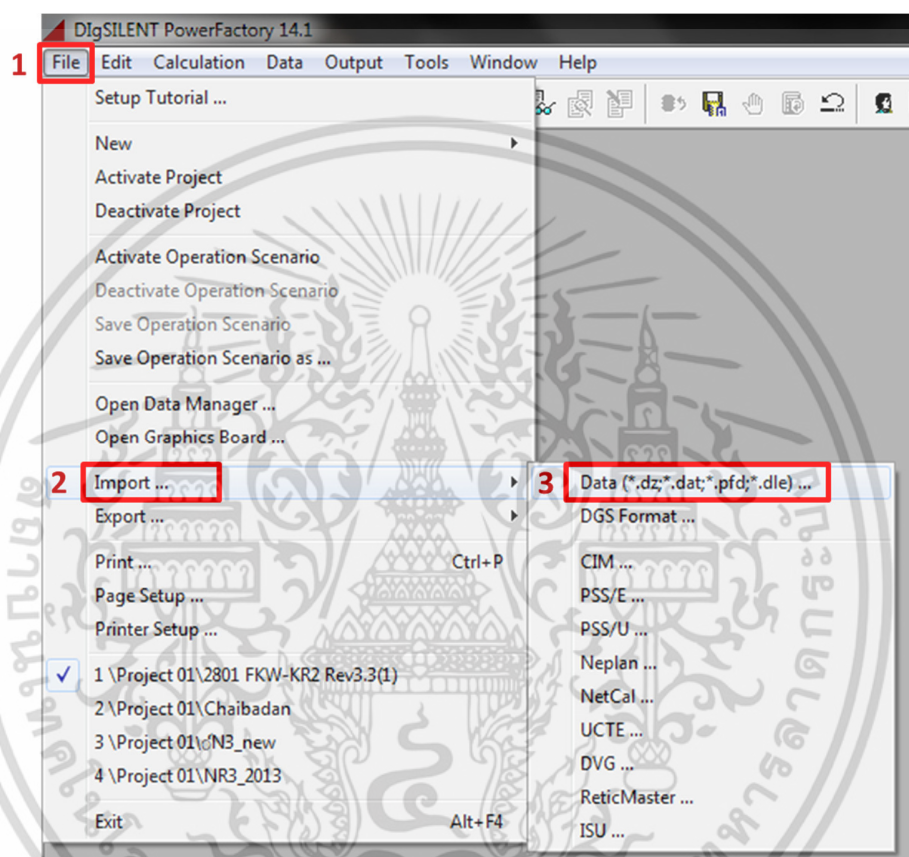 DIgSILENT PowerFactory 14.1
1 File Edit Calculation Data Output Tools Window Help
Setup Tutorial ...
New
Activate Project
Deactivate Project
Activate Operation Scenario
Deactivate Operation Scenario
Save Operation Scenario
Save Operation Scenario as ...
Open Data Manager ...
Open Graphics Board ...
2 Import ...
3 Data (*.dz;*.dat;*.pfd;*.dle) ...
Export ...
DGS Format ...
Print ... Ctrl+P
CIM ...
Page Setup ...
PSS/E ...
Printer Setup ...
PSS/U ...
Neplan ...
1 \Project 01\2801 FKW-KR2 Rev3.3(1)
NetCal ...
2 \Project 01\Chaibadan
UCTE ...
3 \Project 01\ N3_new
DVG ...
4 \Project 01\NR3_2013
ReticMaster ...
Exit Alt+F4
ISU ...